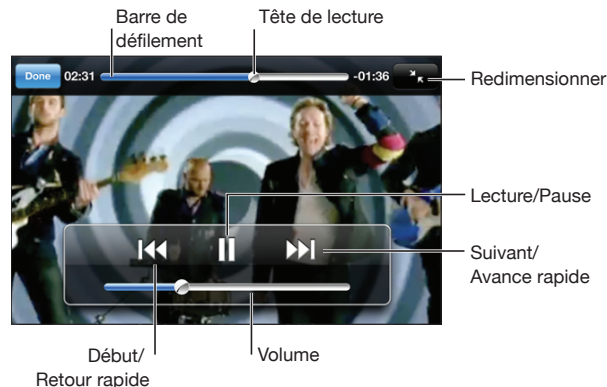 Barre de
défilement
Tête de lecture
Done 02:31 -01:36
Redimensionner
Lecture/Pause
Suivant/
Avance rapide
Début/
Retour rapide
Volume